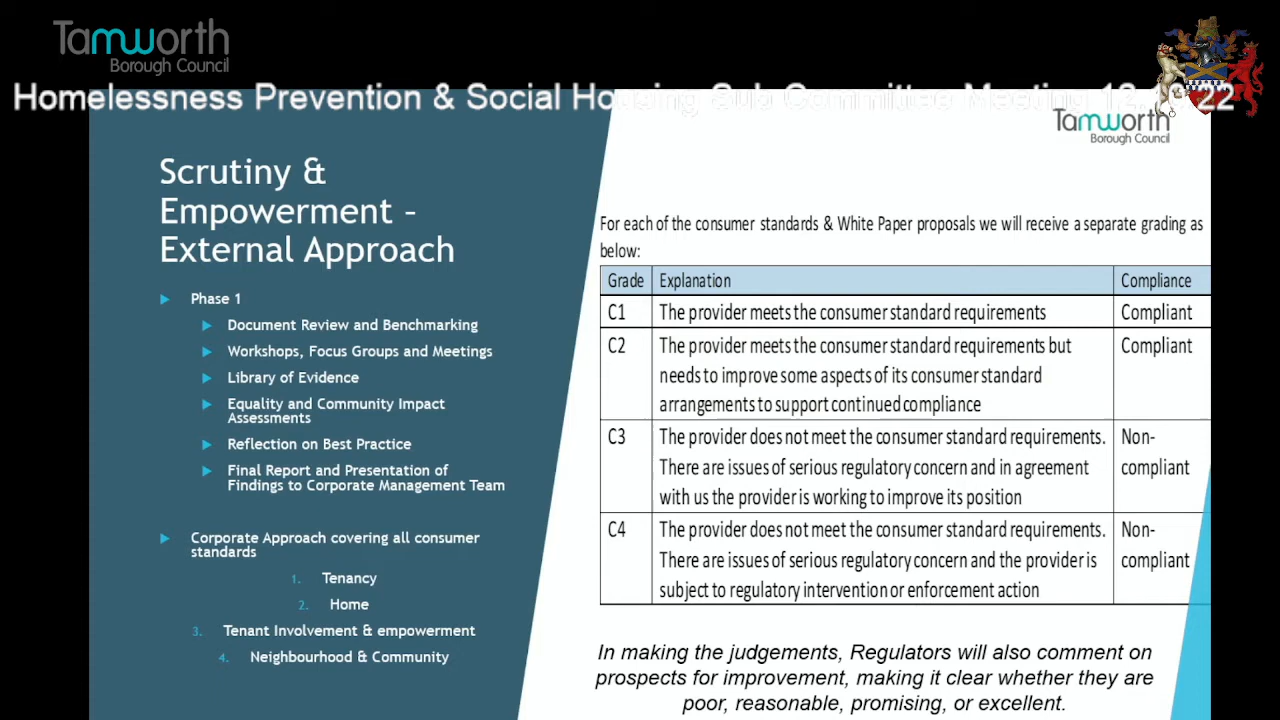 Tamworth
Borough Council
Homelessness Prevention & Social Housing Sub Committee Meeting 12.
22
Tamworth
Borough Council
Scrutiny &
Empowerment –
External Approach
Phase 1
Document Review and Benchmarking
Workshops, Focus Groups and Meetings
Library of Evidence
Equality and Community Impact
Assessments
Reflection on Best Practice
Final Report and Presentation of
Findings to Corporate Management Team
Corporate Approach covering all consumer
standards
1. Tenancy
2. Home
3. Tenant Involvement & empowerment
4. Neighbourhood & Community
For each of the consumer standards & White Paper proposals we will receive a separate grading as
below:
Grade Explanation Compliance
C1 The provider meets the consumer standard requirements Compliant
C2 The provider meets the consumer standard requirements but Compliant
needs to improve some aspects of its consumer standard
arrangements to support continued compliance
C3 The provider does not meet the consumer standard requirements. Non-
There are issues of serious regulatory concern and in agreement compliant
with us the provider is working to improve its position
C4 The provider does not meet the consumer standard requirements. Non-
There are issues of serious regulatory concern and the provider is compliant
subject to regulatory intervention or enforcement action
In making the judgements, Regulators will also comment on
prospects for improvement, making it clear whether they are
poor, reasonable, promising, or excellent.